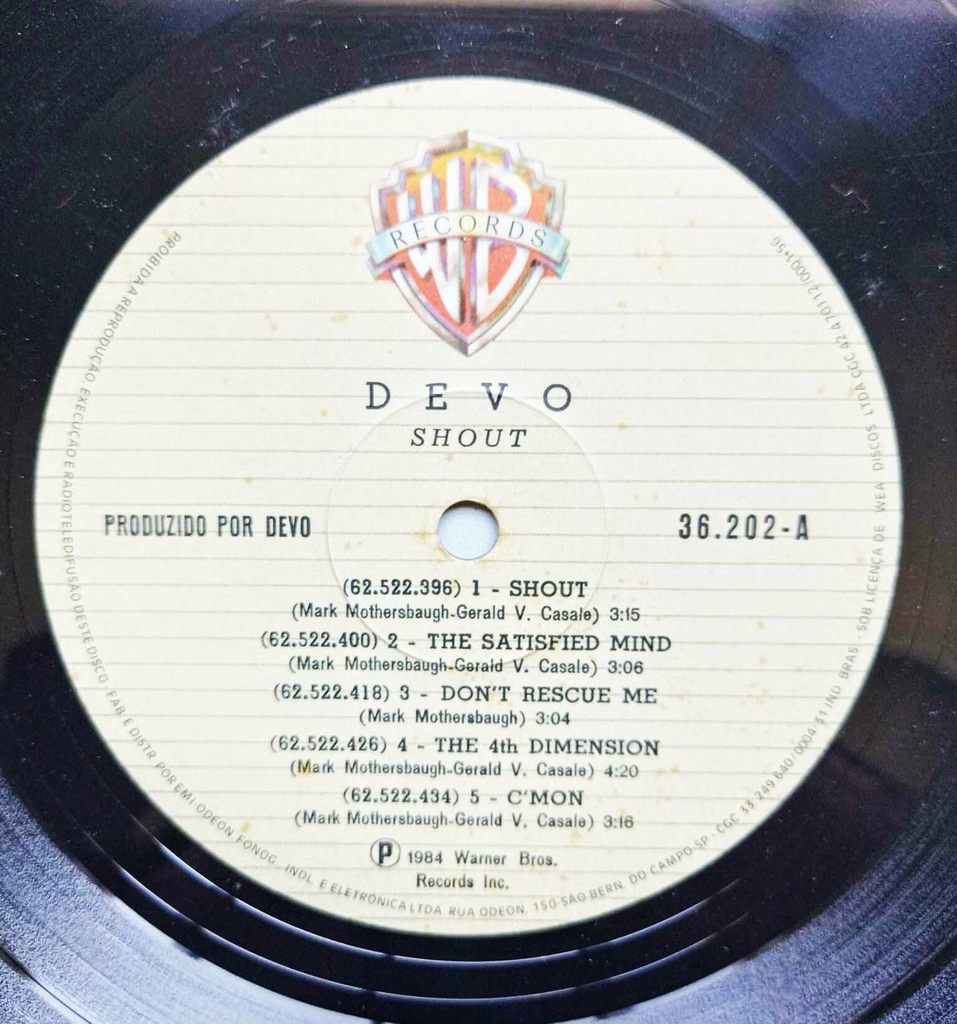 WB
RECORDS
DEVO
SHOUT
PRODUZIDO POR DEVO
36.202-A
(62.522.396) 1 - SHOUT
(Mark Mothersbaugh-Gerald V. Casale) 3:15
(62.522.400) 2 - THE SATISFIED MIND
(Mark Mothersbaugh-Gerald V. Casale) 3:06
(62.522.418) 3 - DON'T RESCUE ME
(Mark Mothersbaugh) 3:04
(62.522.426) 4 - THE 4th DIMENSION
(Mark Mothersbaugh-Gerald V. Casale) 4:20
(62.522.434) 5 - C'MON
(Mark Mothersbaugh-Gerald V. Casale) 3:16
Ⓟ 1984 Warner Bros.
Records Inc.
PROIBIDA A REPRODUÇÃO, EXECUÇÃO E RADIOTELEDIFUSÃO DESTE DISCO. FAB. E DISTR. POR EMI-ODEON FONOG., INDL. E ELETRÔNICA LTDA. RUA ODEON, 150-SÃO BERN. DO CAMPO-SP - CGC 33 249 640/0004 31 IND BRAS - SOB LICENÇA DE WEA DISCOS LTDA CGC 42 470 112/0001-56